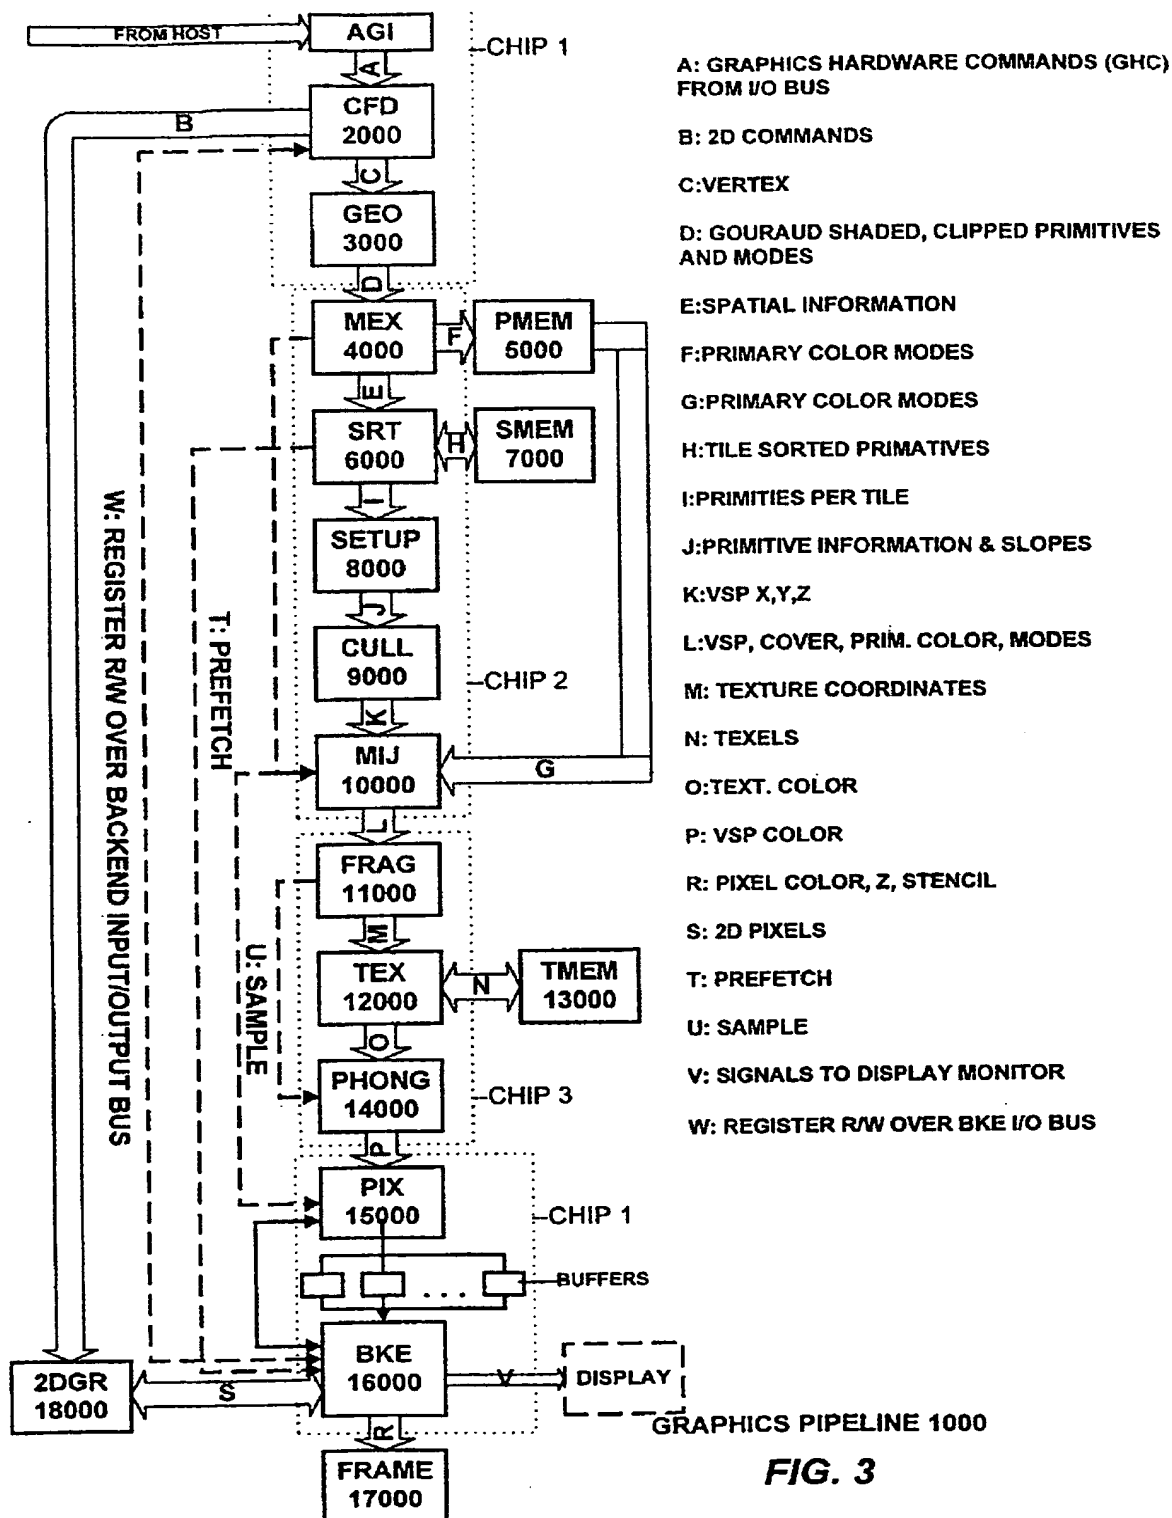 FROM HOST
AGI
CHIP 1
A
CFD
2000
B
C
GEO
3000
D
MEX
4000
F
PMEM
5000
E
SRT
6000
H
SMEM
7000
I
SETUP
8000
J
CULL
9000
CHIP 2
K
MIJ
10000
G
L
FRAG
11000
M
TEX
12000
N
TMEM
13000
O
PHONG
14000
CHIP 3
P
PIX
15000
CHIP 1
BUFFERS
. . .
BKE
16000
V
DISPLAY
2DGR
18000
S
R
FRAME
17000
W: REGISTER R/W OVER BACKEND INPUT/OUTPUT BUS
T: PREFETCH
U: SAMPLE
A: GRAPHICS HARDWARE COMMANDS (GHC)
FROM I/O BUS
B: 2D COMMANDS
C:VERTEX
D: GOURAUD SHADED, CLIPPED PRIMITIVES
AND MODES
E:SPATIAL INFORMATION
F:PRIMARY COLOR MODES
G:PRIMARY COLOR MODES
H:TILE SORTED PRIMATIVES
I:PRIMITIES PER TILE
J:PRIMITIVE INFORMATION & SLOPES
K:VSP X,Y,Z
L:VSP, COVER, PRIM. COLOR, MODES
M: TEXTURE COORDINATES
N: TEXELS
O:TEXT. COLOR
P: VSP COLOR
R: PIXEL COLOR, Z, STENCIL
S: 2D PIXELS
T: PREFETCH
U: SAMPLE
V: SIGNALS TO DISPLAY MONITOR
W: REGISTER R/W OVER BKE I/O BUS
GRAPHICS PIPELINE 1000
FIG. 3